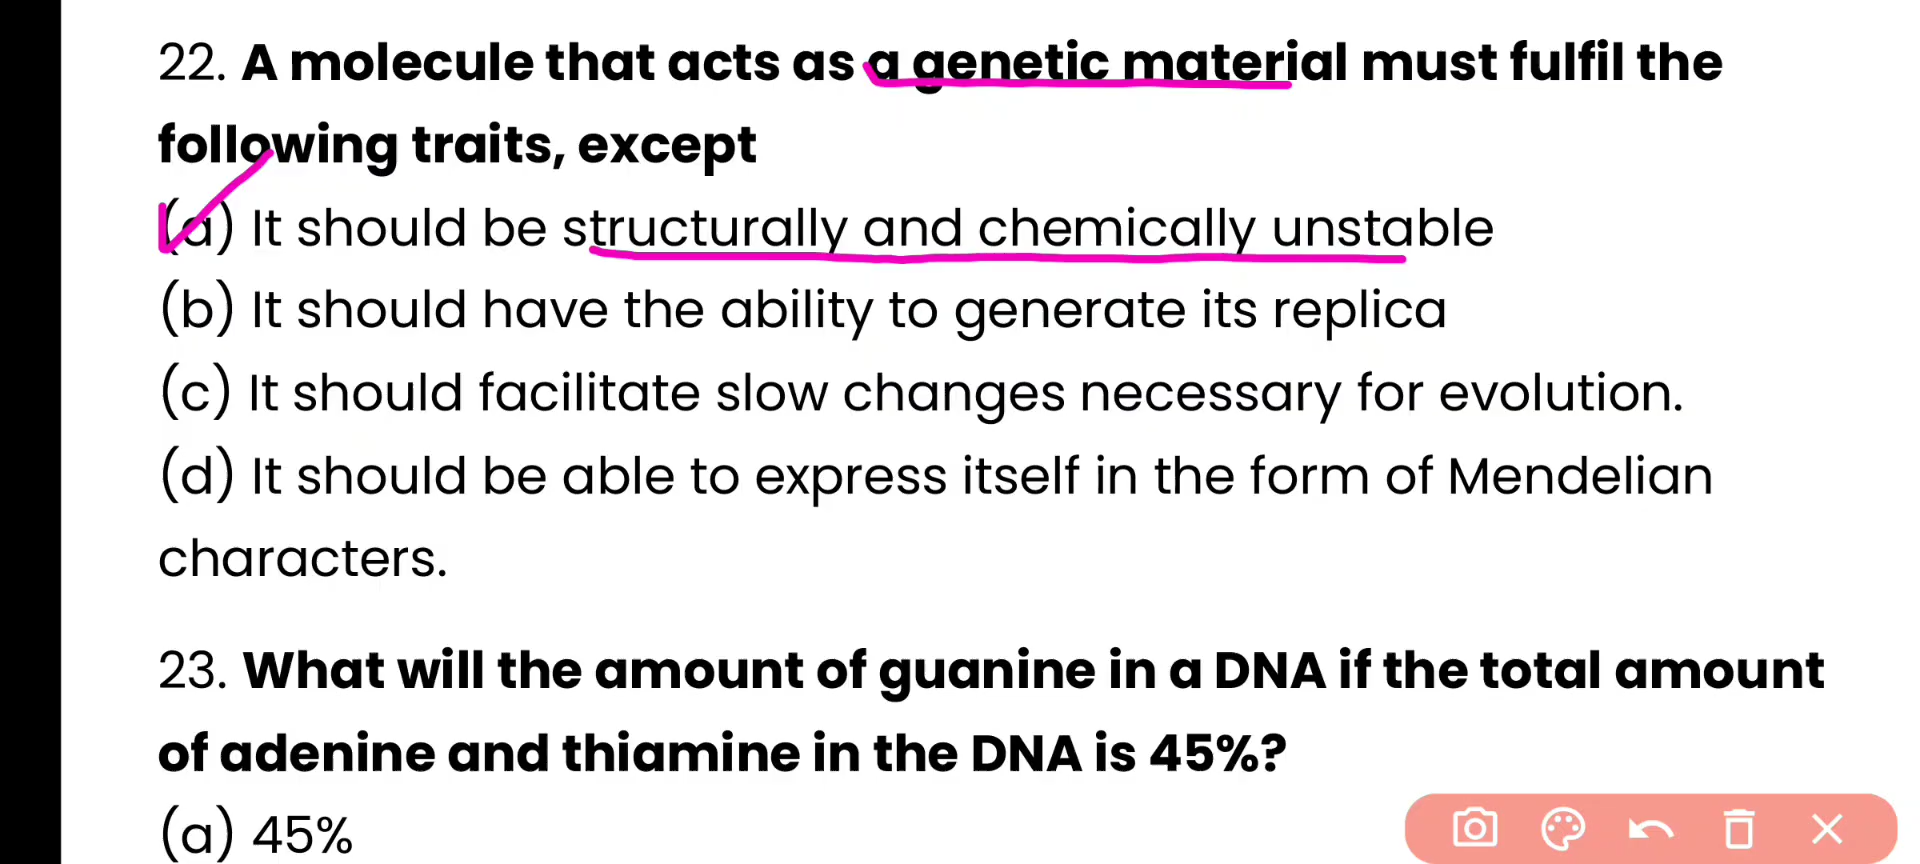 22. A molecule that acts as a genetic material must fulfil the
following traits, except
(a) It should be structurally and chemically unstable
(b) It should have the ability to generate its replica
(c) It should facilitate slow changes necessary for evolution.
(d) It should be able to express itself in the form of Mendelian
characters.
23. What will the amount of guanine in a DNA if the total amount
of adenine and thiamine in the DNA is 45%?
(a) 45%